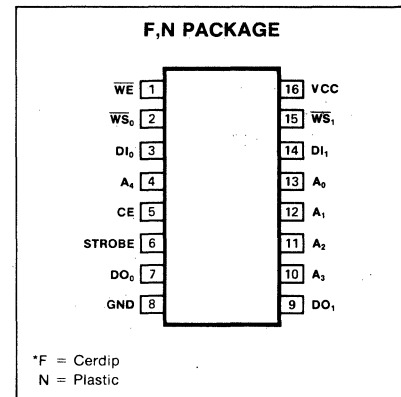 F,N PACKAGE
WE 1 16 VCC
WS₀ 2 15 WS₁
DI₀ 3 14 DI₁
A₄ 4 13 A₀
CE 5 12 A₁
STROBE 6 11 A₂
DO₀ 7 10 A₃
GND 8 9 DO₁
*F = Cerdip
N = Plastic